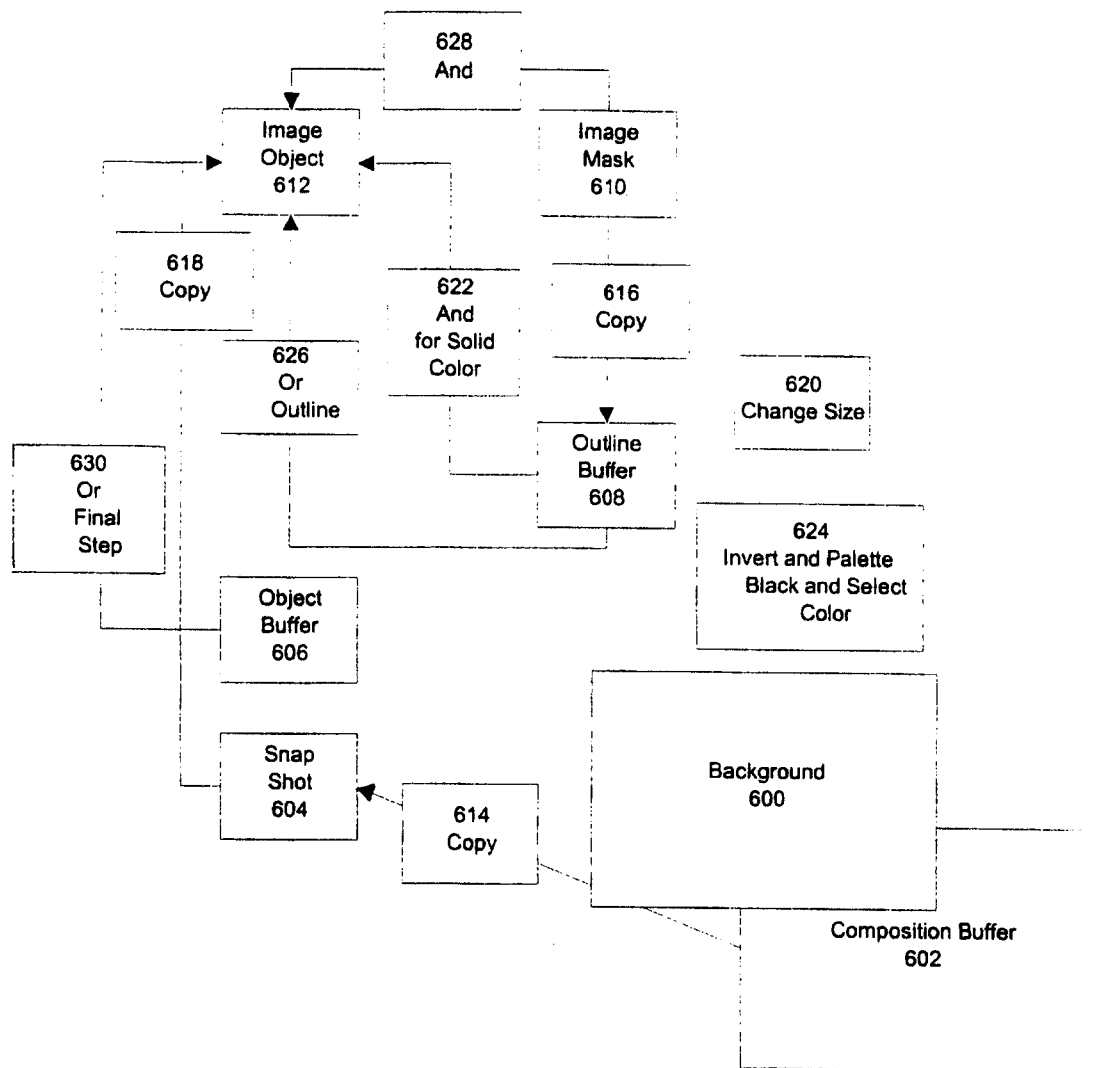 628
And
Image
Object
612
Image
Mask
610
618
Copy
622
And
for Solid
Color
616
Copy
626
Or
Outline
620
Change Size
630
Or
Final
Step
Outline
Buffer
608
624
Invert and Palette
Black and Select
Color
Object
Buffer
606
Snap
Shot
604
614
Copy
Background
600
Composition Buffer
602